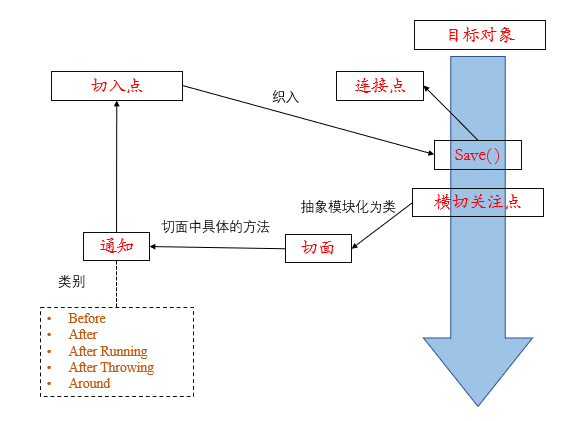 目标对象
切入点
织入
连接点
Save()
抽象模块化为类
横切关注点
切面中具体的方法
通知
切面
类别
• Before
• After
• After Running
• After Throwing
• Around